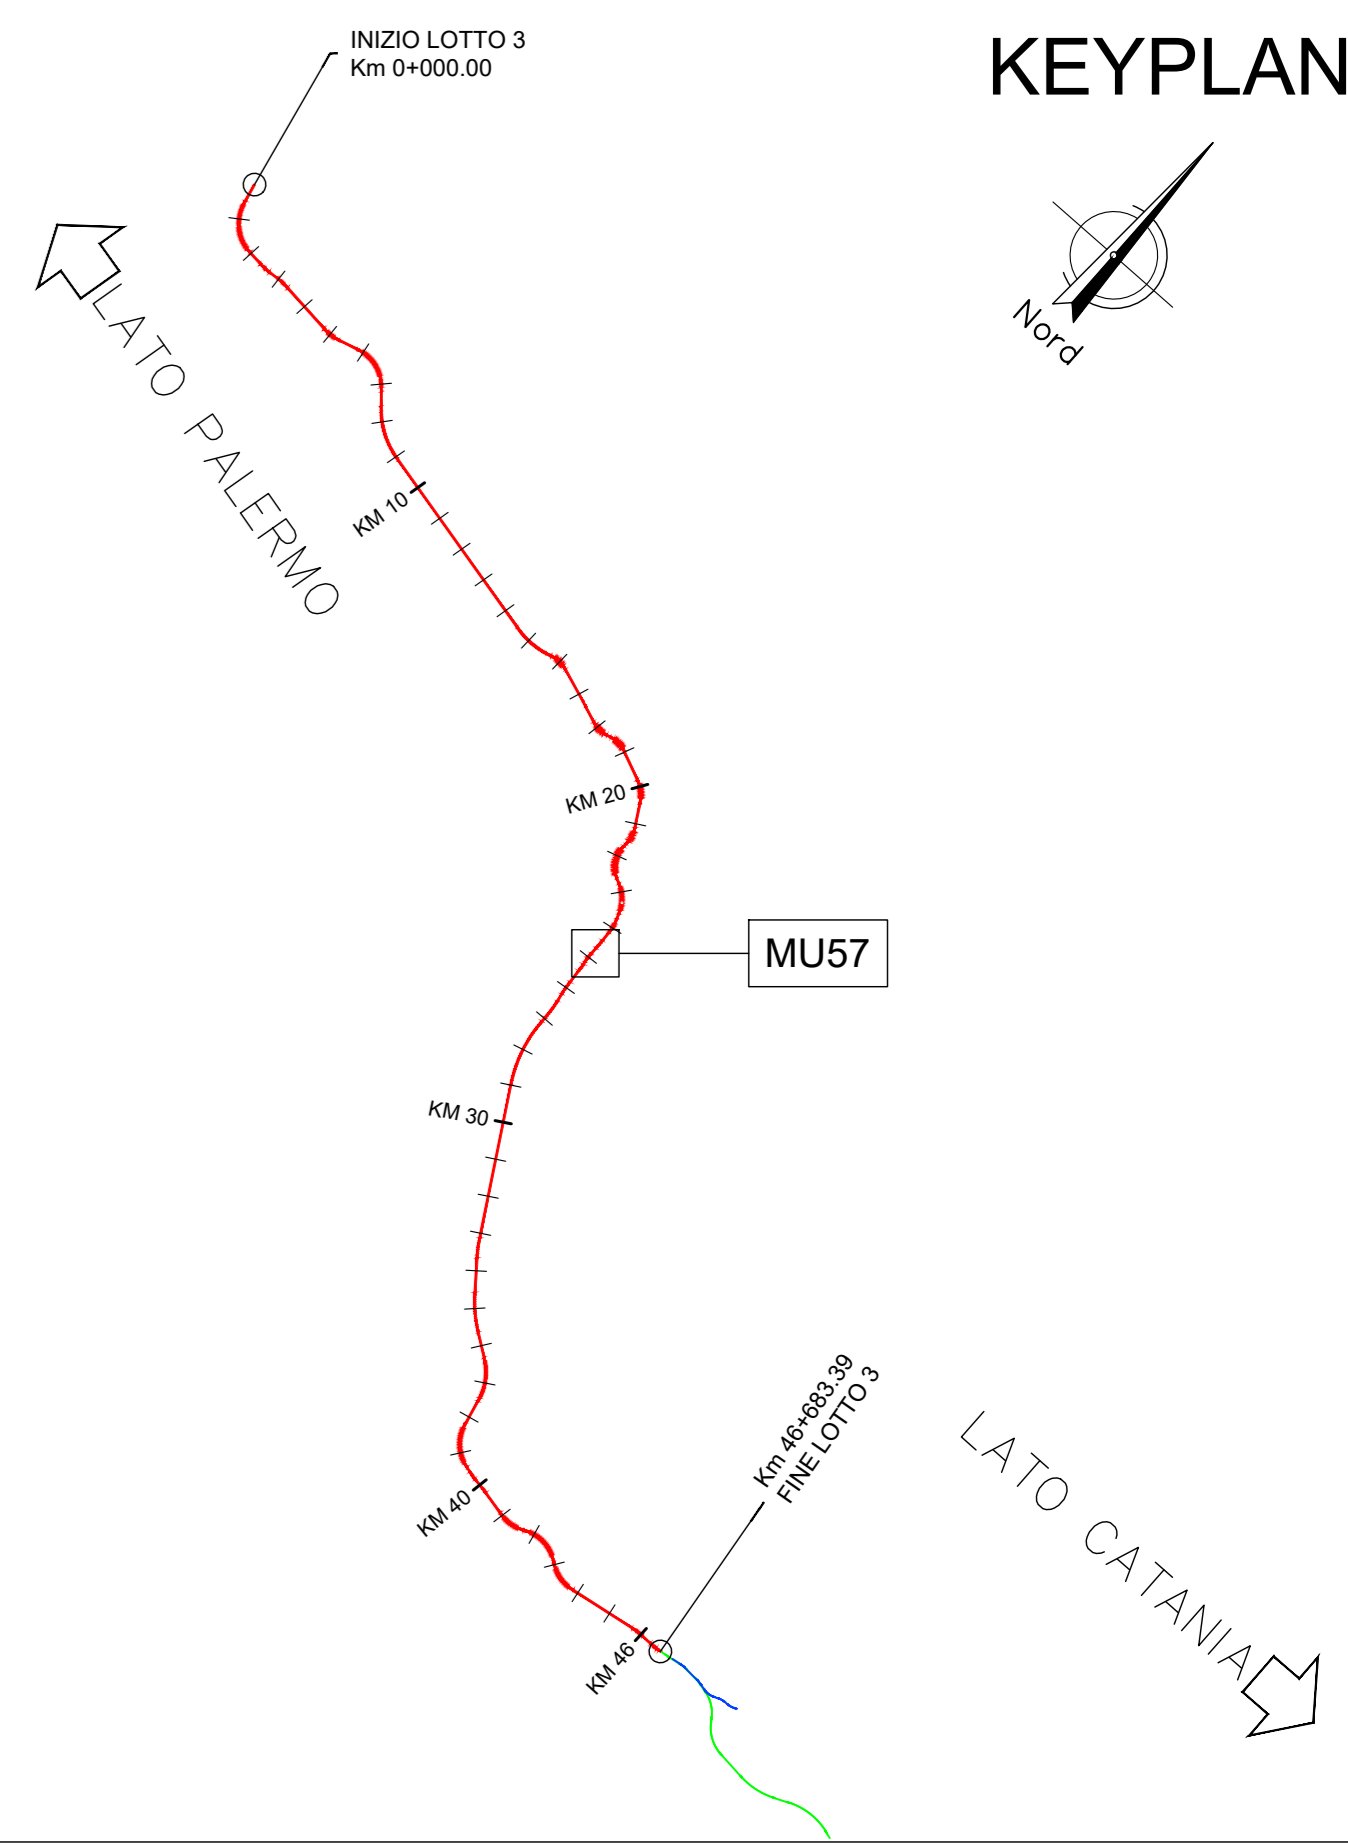 INIZIO LOTTO 3
Km 0+000.00
KEYPLAN
Nord
LATO PALERMO
KM 10
KM 20
MU57
KM 30
Km 46+683.39
FINE LOTTO 3
LATO CATANIA
KM 40
KM 46